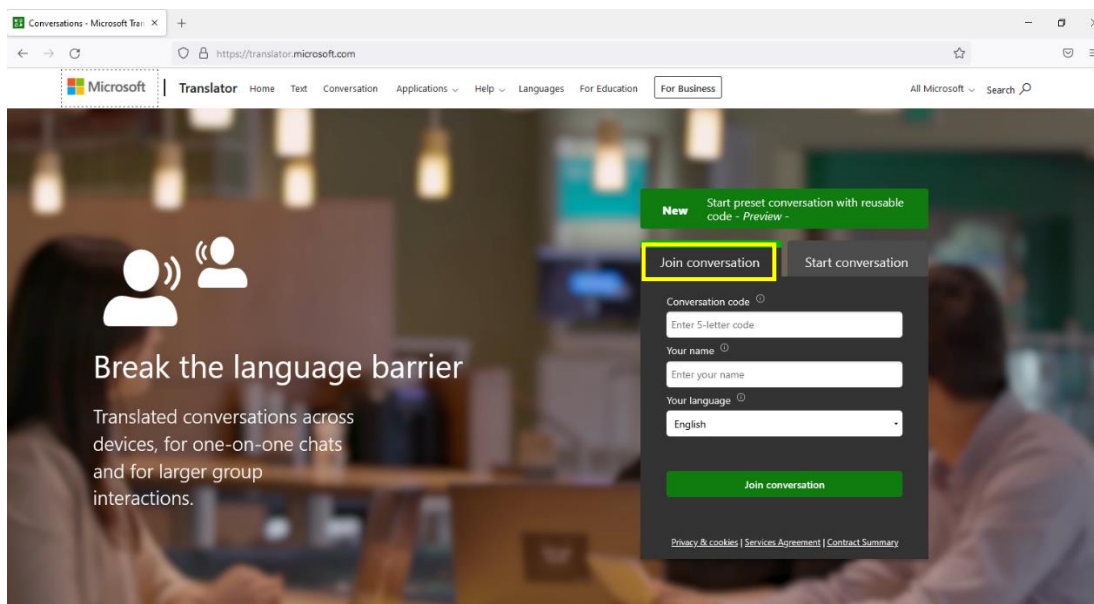 Conversations - Microsoft Tran
https://translator.microsoft.com
Microsoft Translator Home Text Conversation Applications Help Languages For Education For Business All Microsoft Search
New Start preset conversation with reusable
code - Preview -
Join conversation Start conversation
Conversation code
Enter 5-letter code
Your name
Enter your name
Your language
English
Join conversation
Privacy & cookies | Services Agreement | Contract Summary
Break the language barrier
Translated conversations across
devices, for one-on-one chats
and for larger group
interactions.